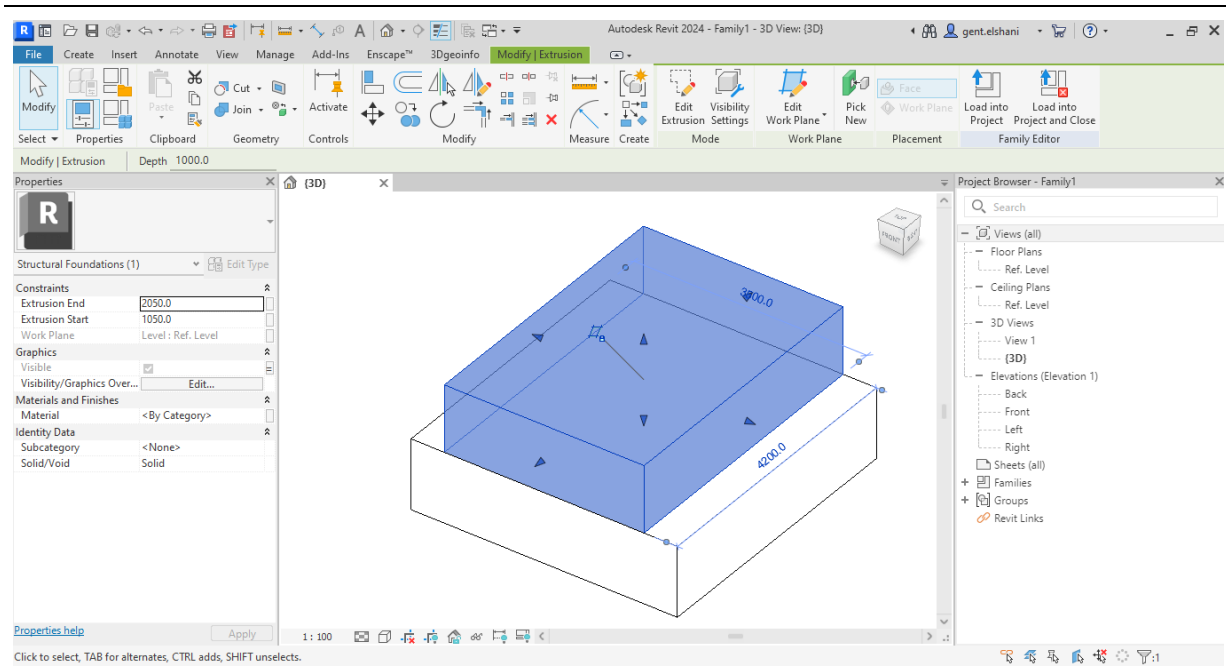 R Autodesk Revit 2024 - Family1 - 3D View: {3D} gent.elshani
File Create Insert Annotate View Manage Add-Ins Enscape™ 3Dgeoinfo Modify | Extrusion
Modify Paste Cut Join Activate Edit Extrusion Visibility Settings Edit Work Plane Pick New Face Work Plane Load into Project Load into Project and Close
Select Properties Clipboard Geometry Controls Modify Measure Create Mode Work Plane Placement Family Editor
Modify | Extrusion Depth 1000.0
Properties
R
Structural Foundations (1) Edit Type
Constraints
Extrusion End 2050.0
Extrusion Start 1050.0
Work Plane Level : Ref. Level
Graphics
Visible
Visibility/Graphics Over... Edit...
Materials and Finishes
Material <By Category>
Identity Data
Subcategory <None>
Solid/Void Solid
Properties help Apply
{3D}
FRONT
4200.0
1 : 100
Project Browser - Family1
Search
Views (all)
Floor Plans
Ref. Level
Ceiling Plans
Ref. Level
3D Views
View 1
{3D}
Elevations (Elevation 1)
Back
Front
Left
Right
Sheets (all)
Families
Groups
Revit Links
Click to select, TAB for alternates, CTRL adds, SHIFT unselects. :1